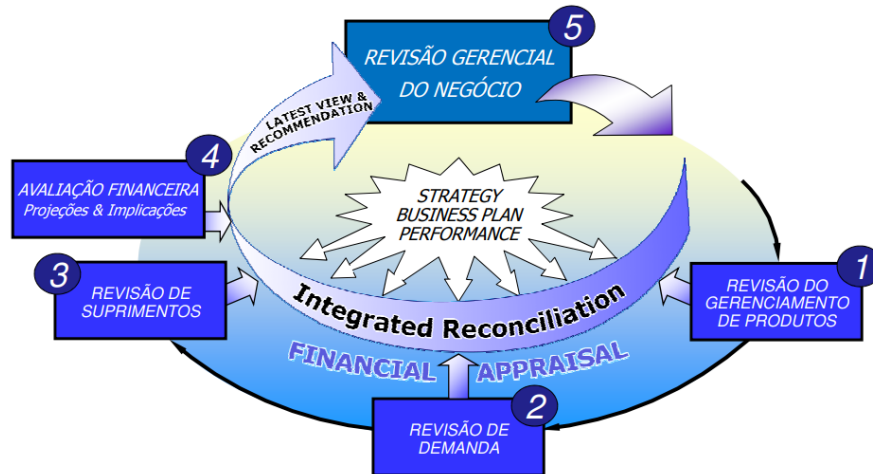 5
REVISÃO GERENCIAL
DO NEGÓCIO
LATEST VIEW &
RECOMMENDATION
4
AVALIAÇÃO FINANCEIRA
Projeções & Implicações
STRATEGY
BUSINESS PLAN
PERFORMANCE
3
REVISÃO DE
SUPRIMENTOS
1
REVISÃO DO
GERENCIAMENTO
DE PRODUTOS
Integrated Reconciliation
FINANCIAL APPRAISAL
2
REVISÃO DE
DEMANDA